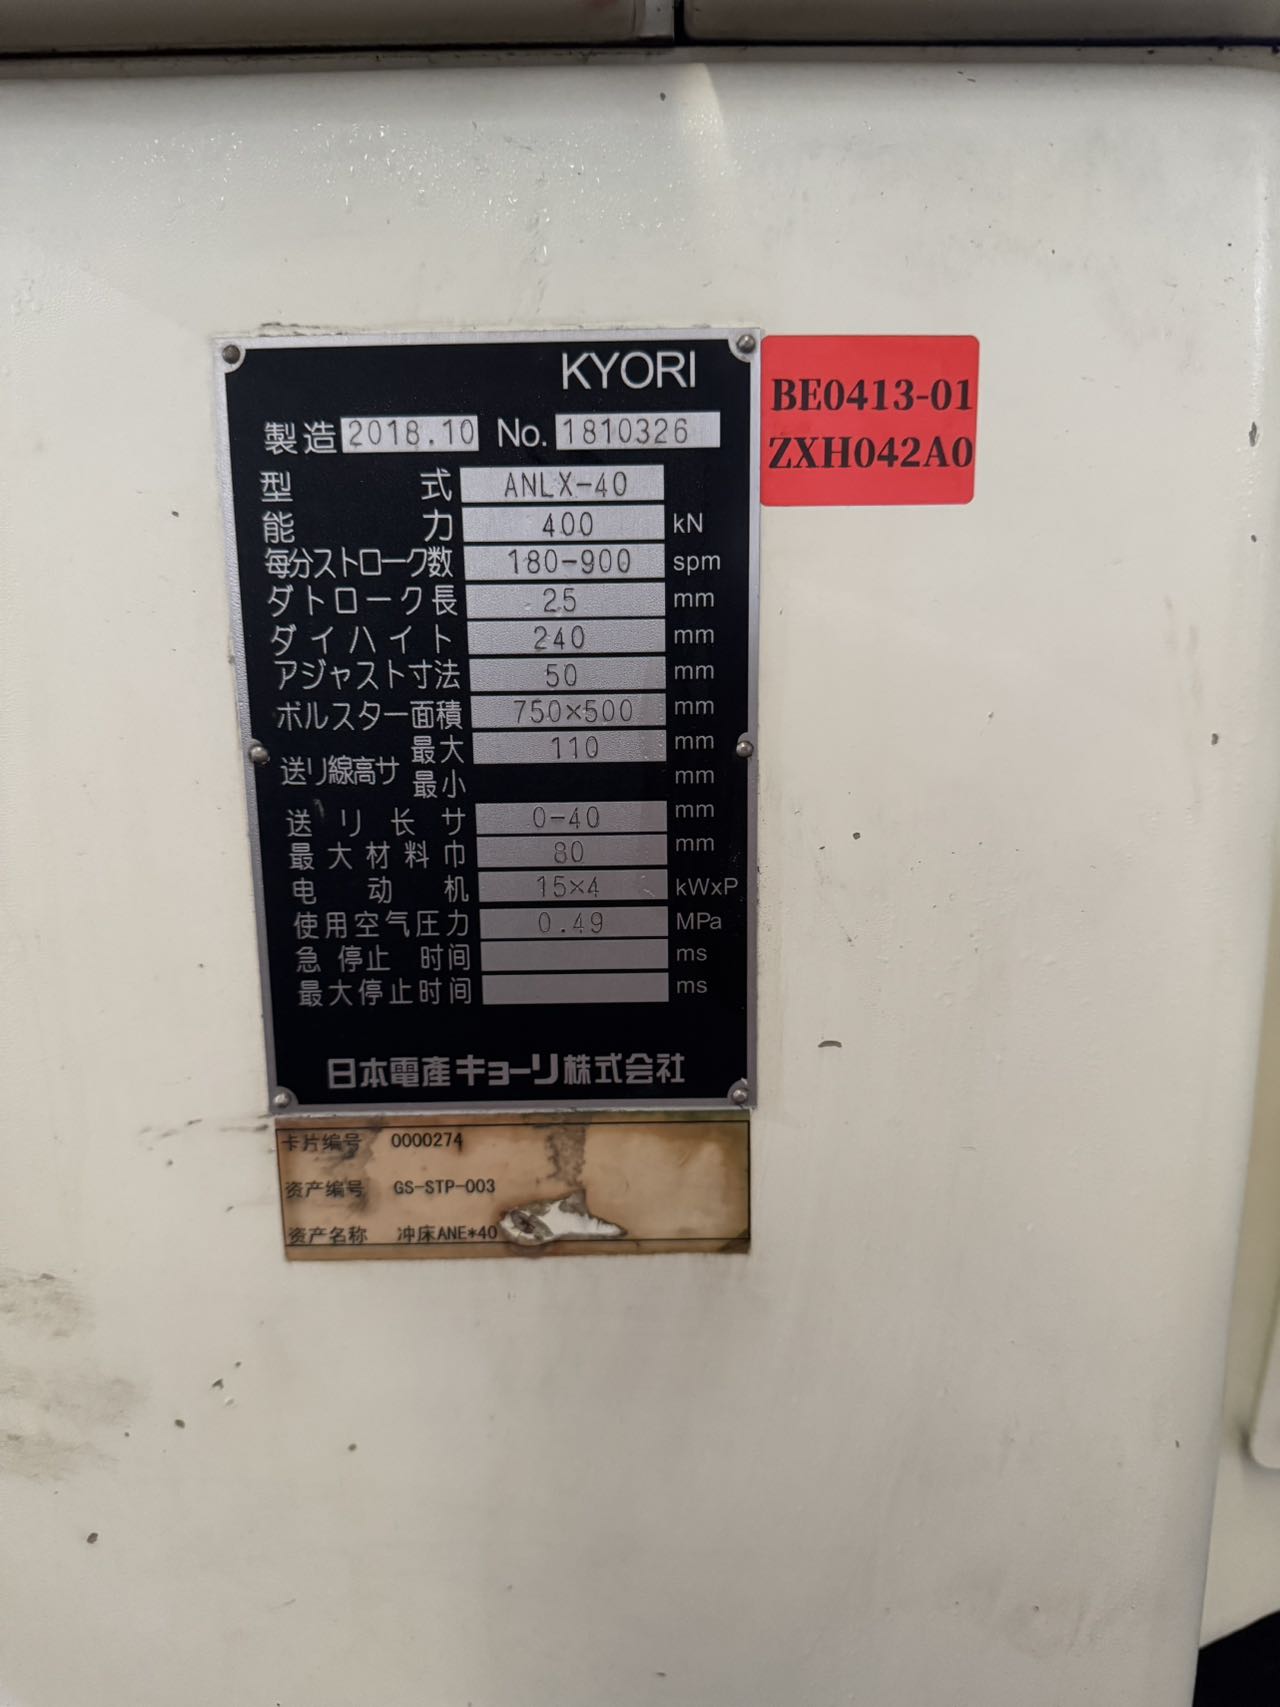 KYORI
製造 2018.10 No. 1810326
型式 ANLX-40
能力 400 kN
每分ストローク数 180-900 spm
ダトローク長 25 mm
ダイハイト 240 mm
アジャスト寸法 50 mm
ボルスター面積 750×500 mm
送リ線高サ 最大 110 mm
最小 mm
送リ长サ 0-40 mm
最大材料巾 80 mm
电动机 15×4 kWxP
使用空气圧力 0.49 MPa
急停止时间 ms
最大停止时间 ms
日本電產キョーリ株式会社
BE0413-01
ZXH042A0
卡片编号 0000274
资产编号 GS-STP-003
资产名称 冲床ANE*40